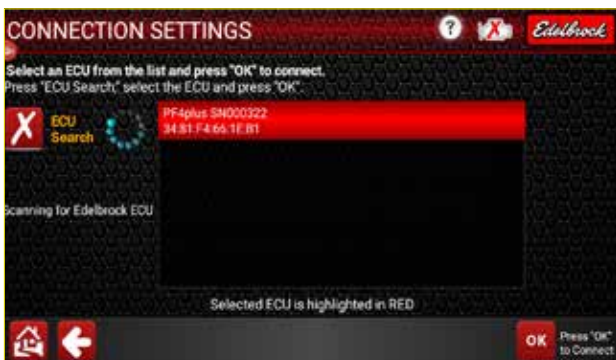 CONNECTION SETTINGS
?
X
Edelbrock
Select an ECU from the list and press "OK" to connect.
Press "ECU Search," select the ECU and press "OK".
X
ECU
Search
PF4plus SN000322
34:81:F4:66:1E:B1
Scanning for Edelbrock ECU
Selected ECU is highlighted in RED
OK
Press "OK"
to Connect